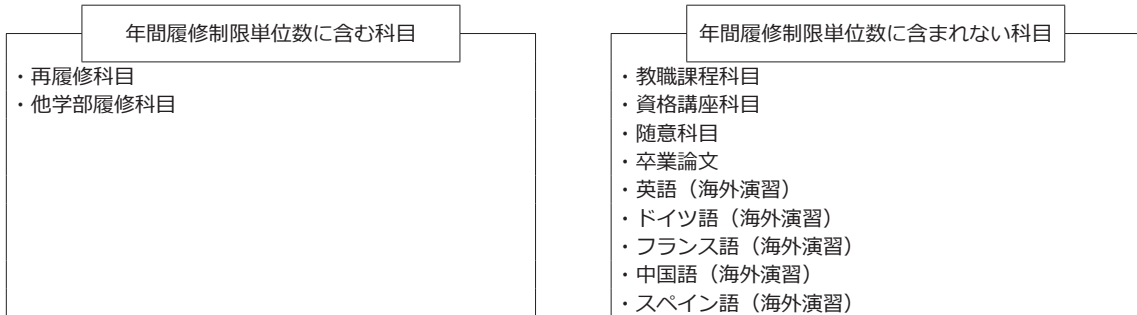 年間履修制限単位数に含む科目
・再履修科目
・他学部履修科目
年間履修制限単位数に含まれない科目
・教職課程科目
・資格講座科目
・随意科目
・卒業論文
・英語（海外演習）
・ドイツ語（海外演習）
・フランス語（海外演習）
・中国語（海外演習）
・スペイン語（海外演習）